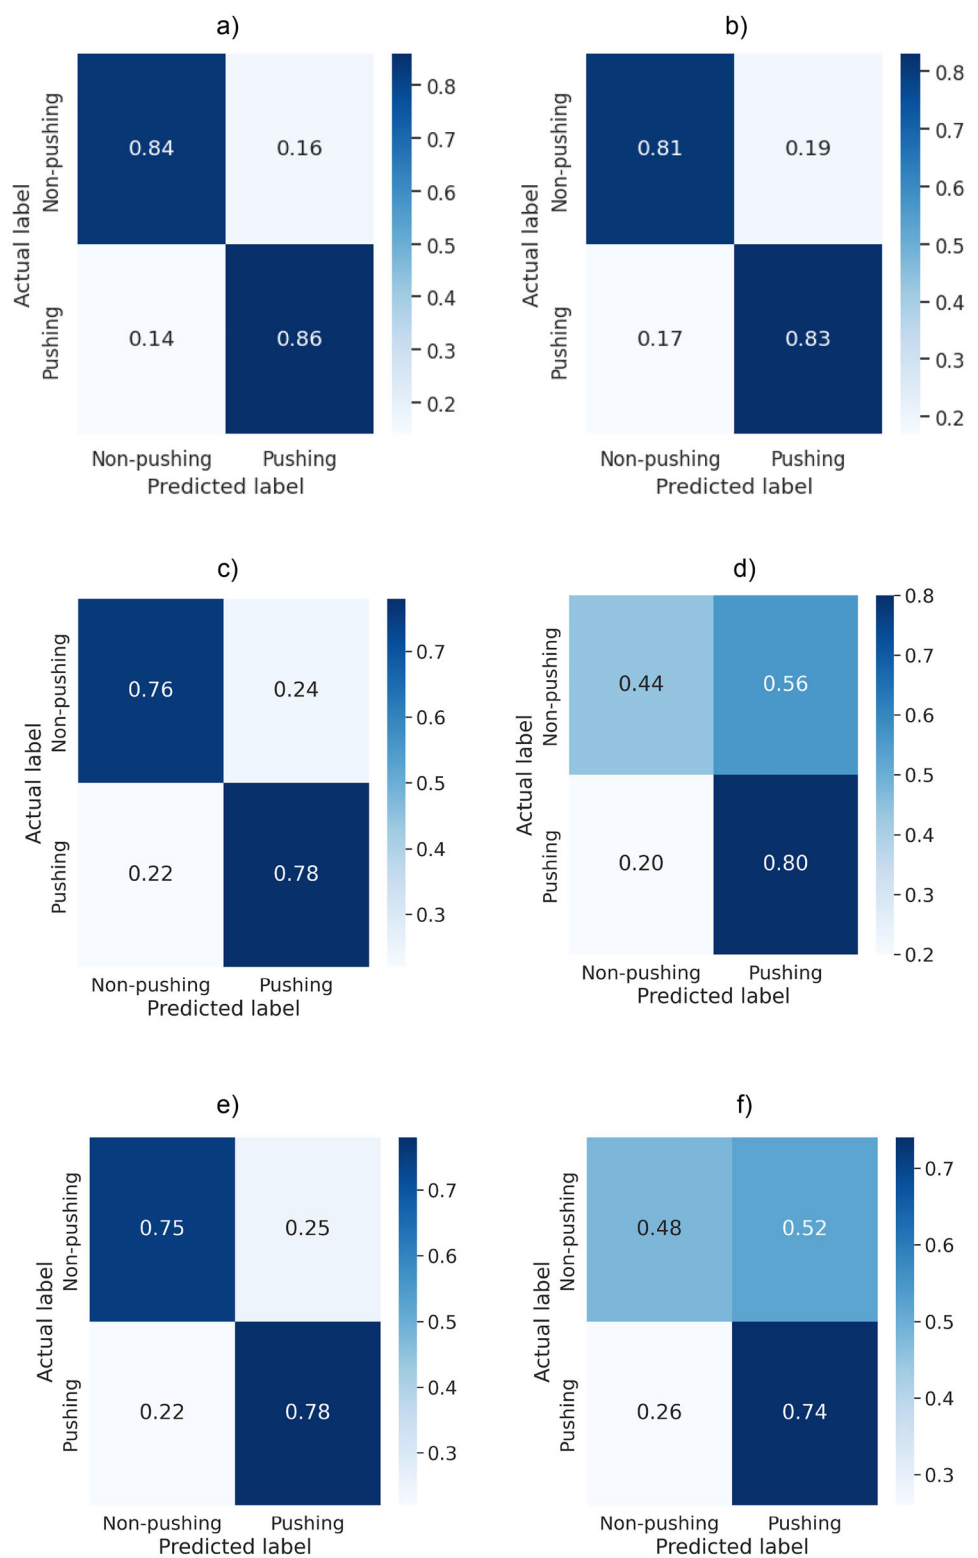 a)
Actual label
Non-pushing
Pushing
0.84 0.16
0.14 0.86
Non-pushing Pushing
Predicted label
0.8
0.7
0.6
0.5
0.4
0.3
0.2
b)
Actual label
Non-pushing
Pushing
0.81 0.19
0.17 0.83
Non-pushing Pushing
Predicted label
0.8
0.7
0.6
0.5
0.4
0.3
0.2
c)
Actual label
Non-pushing
Pushing
0.76 0.24
0.22 0.78
Non-pushing Pushing
Predicted label
0.7
0.6
0.5
0.4
0.3
d)
Actual label
Non-pushing
Pushing
0.44 0.56
0.20 0.80
Non-pushing Pushing
Predicted label
0.8
0.7
0.6
0.5
0.4
0.3
0.2
e)
Actual label
Non-pushing
Pushing
0.75 0.25
0.22 0.78
Non-pushing Pushing
Predicted label
0.7
0.6
0.5
0.4
0.3
f)
Actual label
Non-pushing
Pushing
0.48 0.52
0.26 0.74
Non-pushing Pushing
Predicted label
0.7
0.6
0.5
0.4
0.3